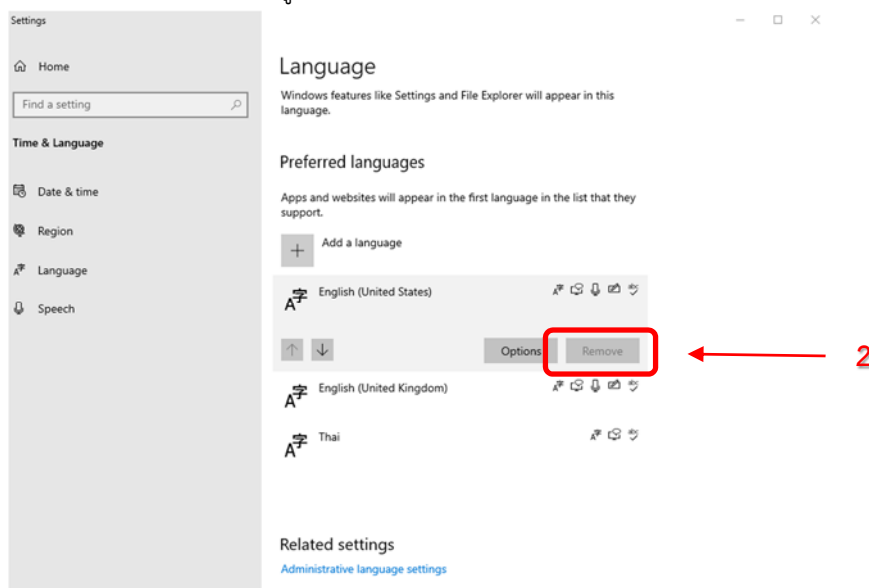 Settings
Home
Find a setting
Time & Language
Date & time
Region
Language
Speech
Language
Windows features like Settings and File Explorer will appear in this
language.
Preferred languages
Apps and websites will appear in the first language in the list that they
support.
Add a language
English (United States)
Options
Remove
2
English (United Kingdom)
Thai
Related settings
Administrative language settings